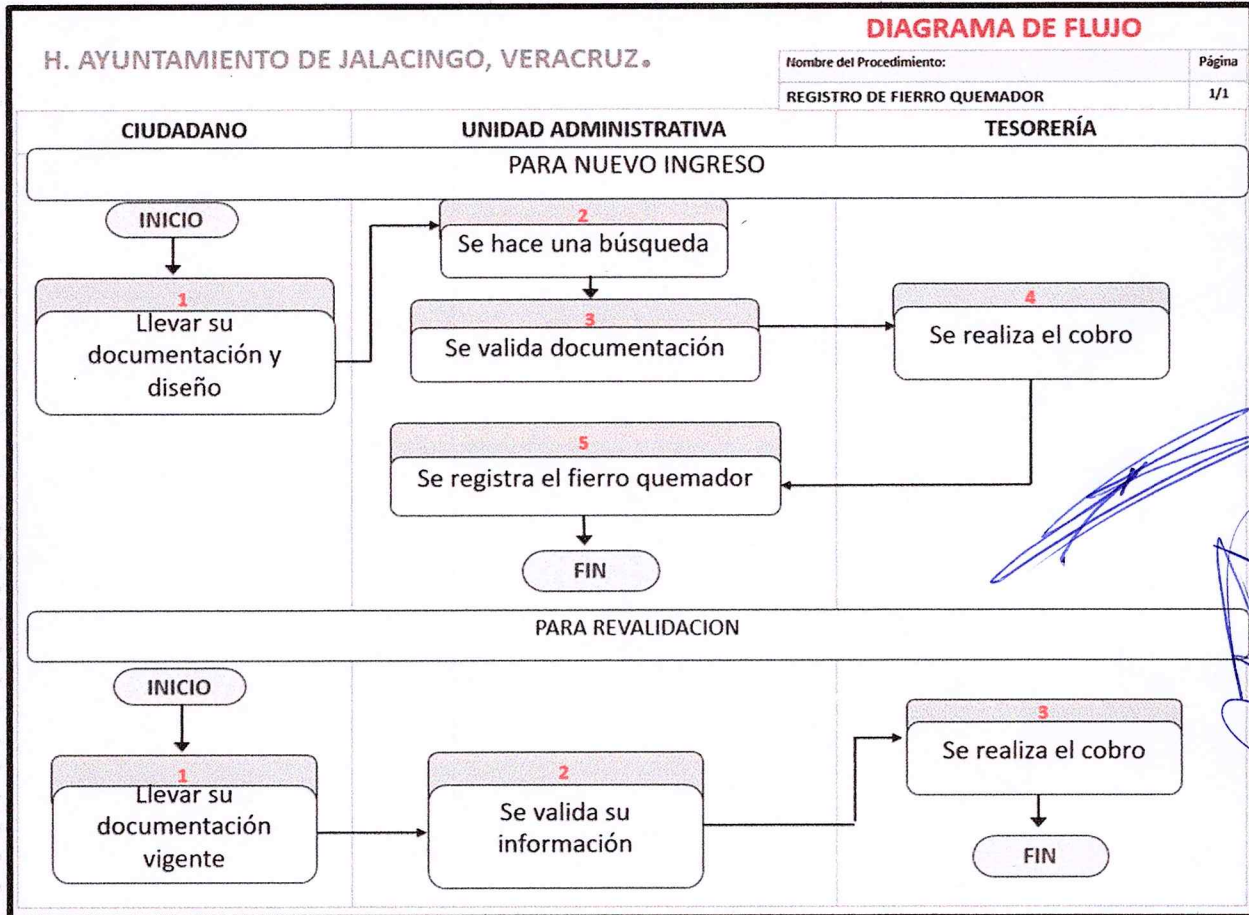 DIAGRAMA DE FLUJO
H. AYUNTAMIENTO DE JALACINGO, VERACRUZ.
Nombre del Procedimiento:
Página
REGISTRO DE FIERRO QUEMADOR
1/1
CIUDADANO
UNIDAD ADMINISTRATIVA
TESORERÍA
PARA NUEVO INGRESO
INICIO
1
Llevar su
documentación y
diseño
2
Se hace una búsqueda
3
Se valida documentación
4
Se realiza el cobro
5
Se registra el fierro quemador
FIN
PARA REVALIDACION
INICIO
1
Llevar su
documentación
vigente
2
Se valida su
información
3
Se realiza el cobro
FIN